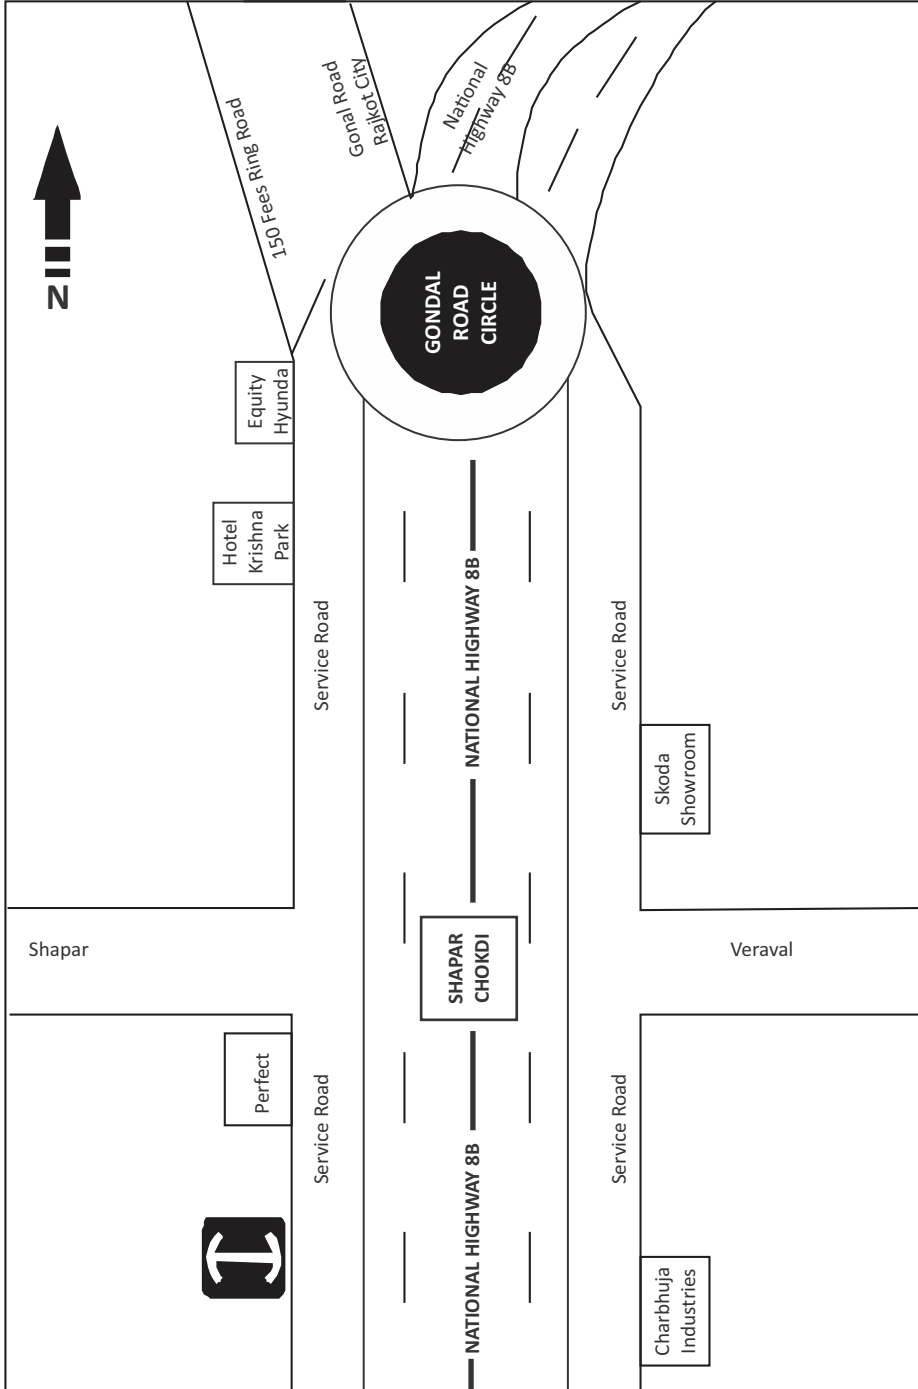 150 Fees Ring Road
Gonal Road
Rajkot City
National
Highway 8B
N
GONDAL
ROAD
CIRCLE
Equity
Hyunda
Hotel
Krishna
Park
Service Road
NATIONAL HIGHWAY 8B
Service Road
Skoda
Showroom
Shapar
SHAPAR
CHOKDI
Veraval
Perfect
Service Road
NATIONAL HIGHWAY 8B
Service Road
Charbhuja
Industries